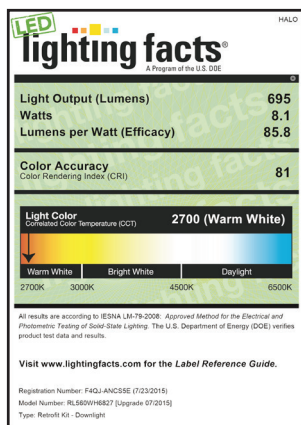 HALO
LED
lighting facts®
A Program of the U.S. DOE
Light Output (Lumens) 695
Watts 8.1
Lumens per Watt (Efficacy) 85.8
Color Accuracy
Color Rendering Index (CRI) 81
Light Color
Correlated Color Temperature (CCT) 2700 (Warm White)
Warm White Bright White Daylight
2700K 3000K 4500K 6500K
All results are according to IESNA LM-79-2008: Approved Method for the Electrical and
Photometric Testing of Solid-State Lighting. The U.S. Department of Energy (DOE) verifies
product test data and results.
Visit www.lightingfacts.com for the Label Reference Guide.
Registration Number: F4QJ-ANCS5E (7/23/2015)
Model Number: RL560WH6827 [Upgrade 07/2015]
Type: Retrofit Kit - Downlight